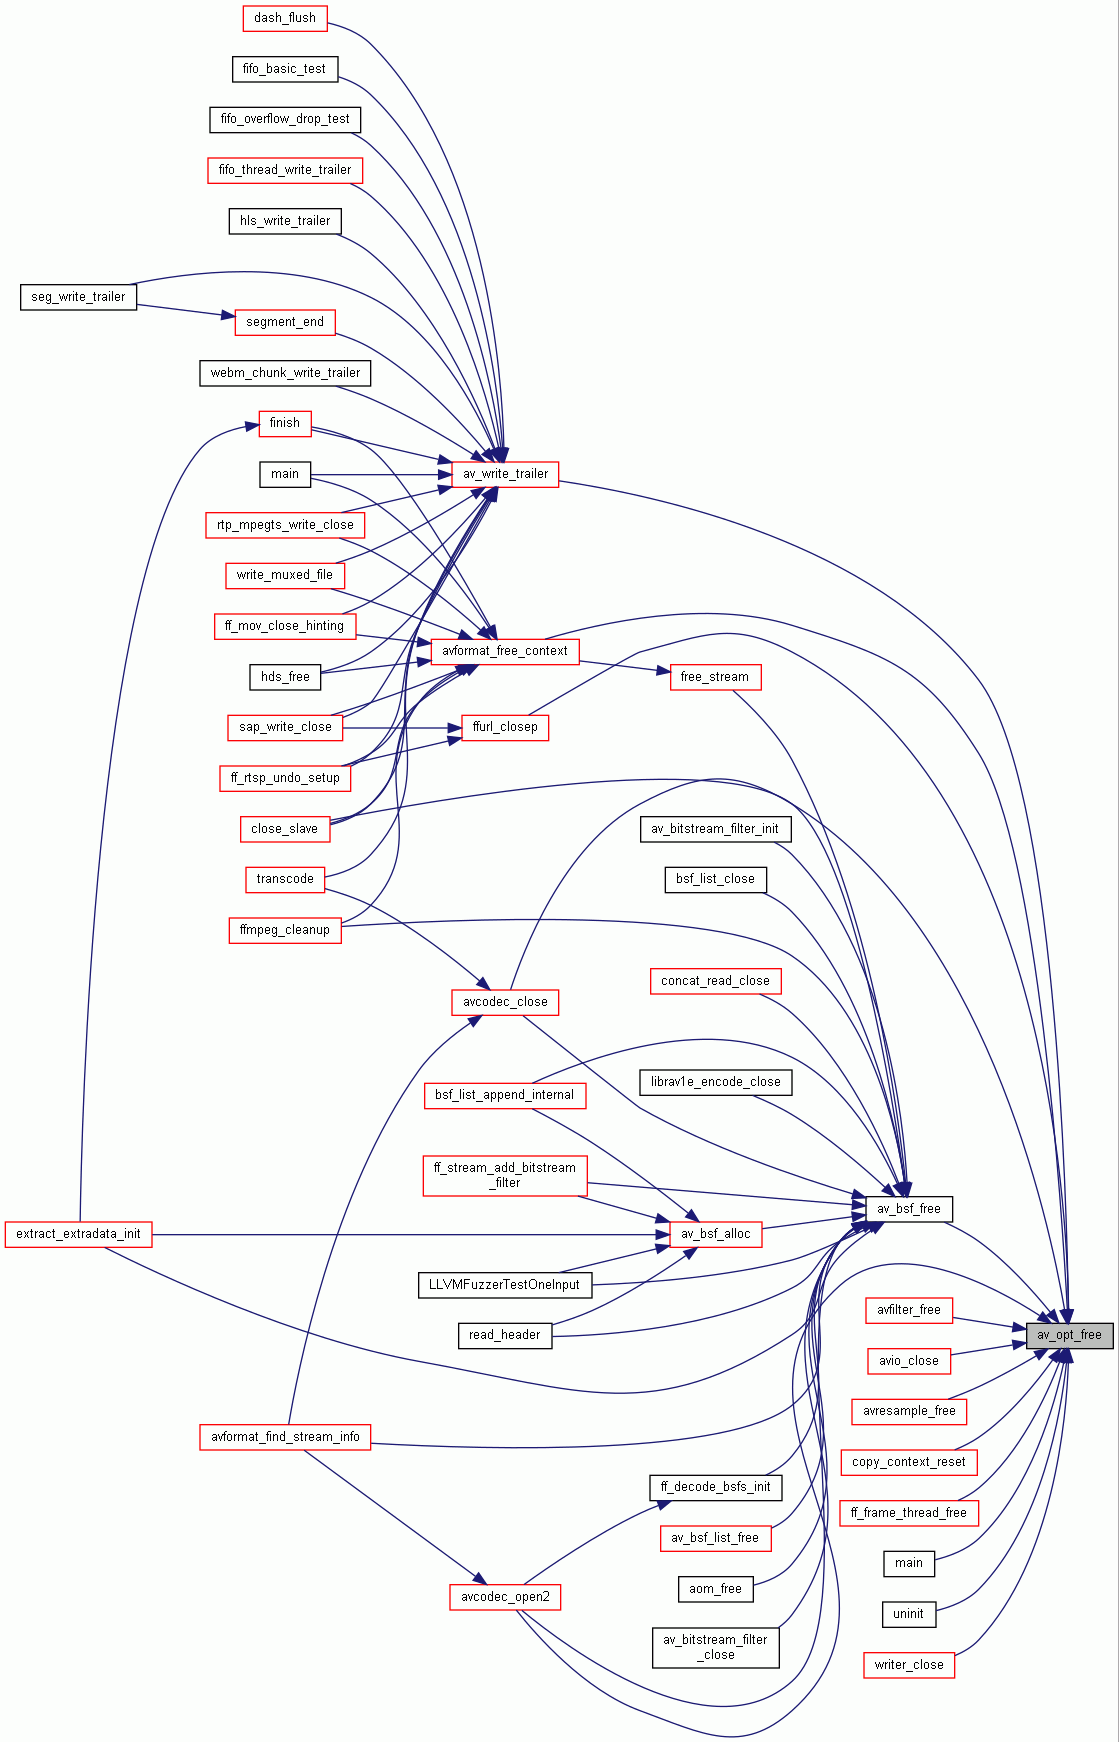 dash_flush
fifo_basic_test
fifo_overflow_drop_test
fifo_thread_write_trailer
hls_write_trailer
seg_write_trailer
segment_end
webm_chunk_write_trailer
finish
main
av_write_trailer
rtp_mpegts_write_close
write_muxed_file
ff_mov_close_hinting
avformat_free_context
hds_free
free_stream
sap_write_close
ffurl_closep
ff_rtsp_undo_setup
close_slave
av_bitstream_filter_init
transcode
bsf_list_close
ffmpeg_cleanup
concat_read_close
avcodec_close
librav1e_encode_close
bsf_list_append_internal
ff_stream_add_bitstream
_filter
av_bsf_free
extract_extradata_init
av_bsf_alloc
LLVMFuzzerTestOneInput
avfilter_free
read_header
av_opt_free
avio_close
avresample_free
avformat_find_stream_info
copy_context_reset
ff_decode_bsfs_init
ff_frame_thread_free
av_bsf_list_free
main
aom_free
avcodec_open2
uninit
av_bitstream_filter
_close
writer_close